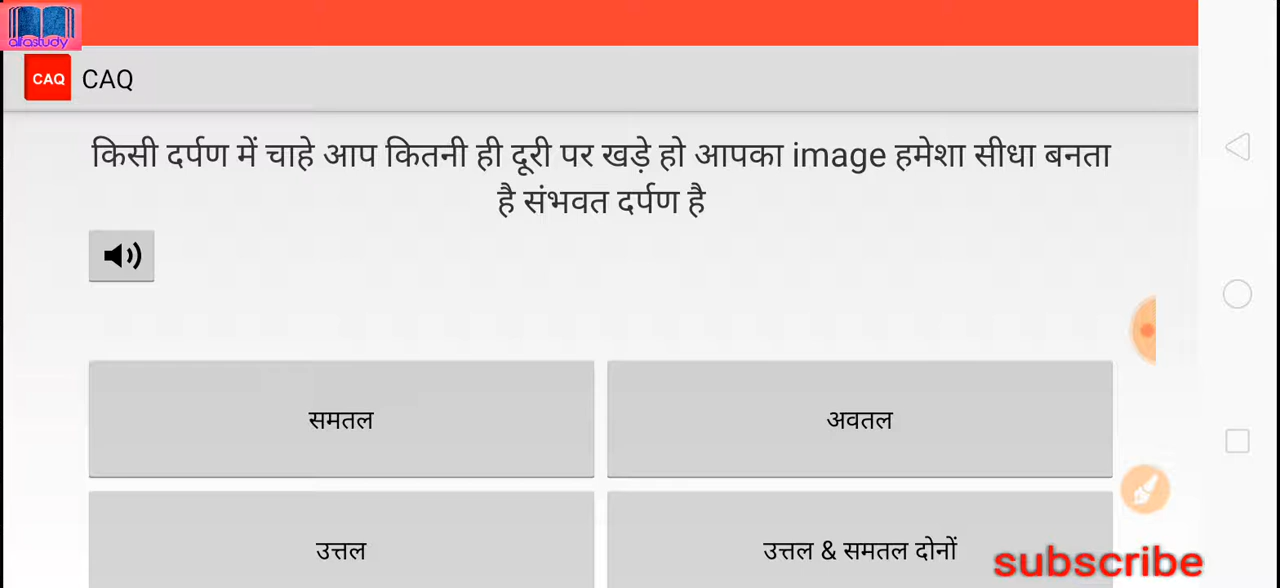 alfastudy
CAQ CAQ
किसी दर्पण में चाहे आप कितनी ही दूरी पर खड़े हो आपका image हमेशा सीधा बनता
है संभवत दर्पण है
समतल
अवतल
उत्तल
उत्तल & समतल दोनों
subscribe